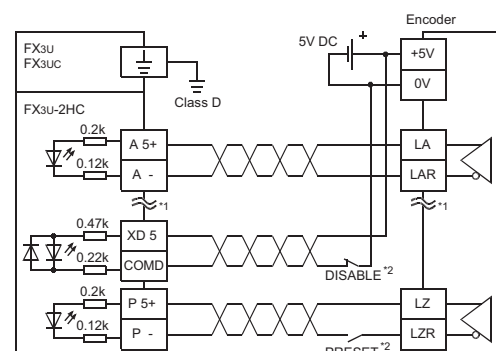 Encoder
FX3U
FX3UC
5V DC
+
+5V
0V
Class D
FX3U-2HC
0.2k
A 5+
LA
0.12k
A -
LAR
*1
*1
0.47k
XD 5
0.22k
COMD
DISABLE*2
0.2k
P 5+
LZ
0.12k
P -
LZR
PRESET*2